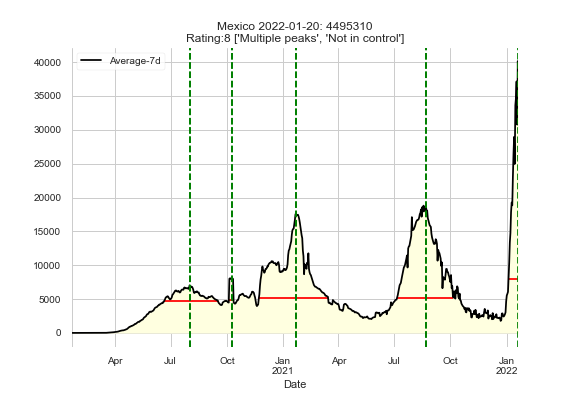 Mexico 2022-01-20: 4495310
Rating:8 ['Multiple peaks', 'Not in control']
Average-7d
40000
35000
30000
25000
20000
15000
10000
5000
0
Apr Jul Oct Jan Apr Jul Oct Jan
2021 2022
Date